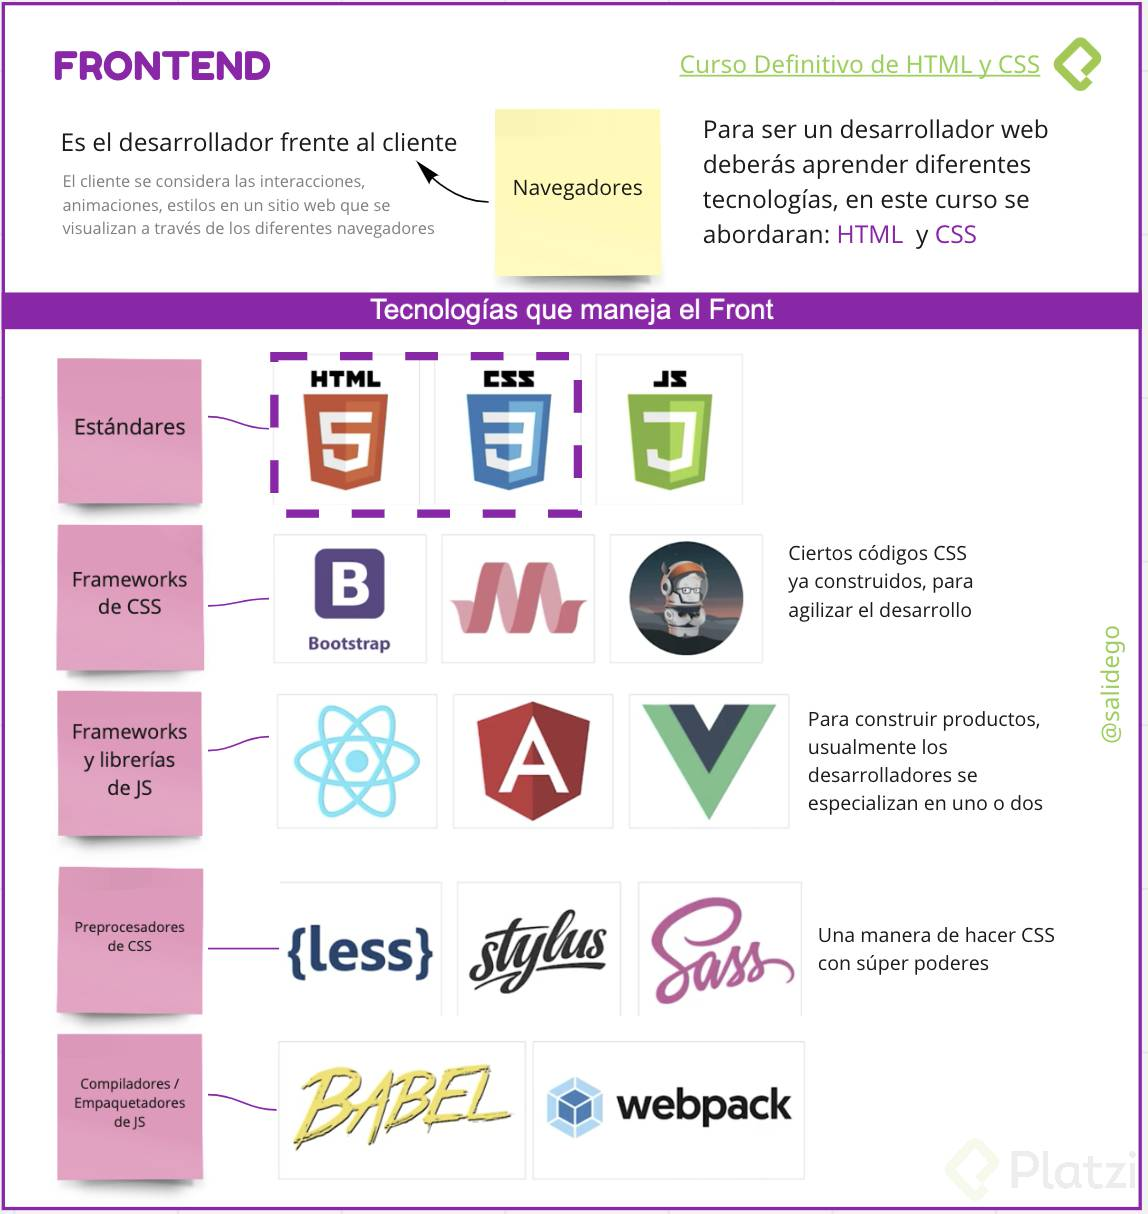 FRONTEND
Curso Definitivo de HTML y CSS
Es el desarrollador frente al cliente
El cliente se considera las interacciones,
animaciones, estilos en un sitio web que se
visualizan a través de los diferentes navegadores
Navegadores
Para ser un desarrollador web
deberás aprender diferentes
tecnologías, en este curso se
abordaran: HTML y CSS
Tecnologías que maneja el Front
Estándares
HTML
5
CSS
3
JS
Frameworks
de CSS
B
Bootstrap
Ciertos códigos CSS
ya construidos, para
agilizar el desarrollo
@salidego
Frameworks
y librerías
de JS
A
Para construir productos,
usualmente los
desarrolladores se
especializan en uno o dos
Preprocesadores
de CSS
{less}
stylus
Sass
Una manera de hacer CSS
con súper poderes
Compiladores /
Empaquetadores
de JS
BABEL
webpack
Platzi